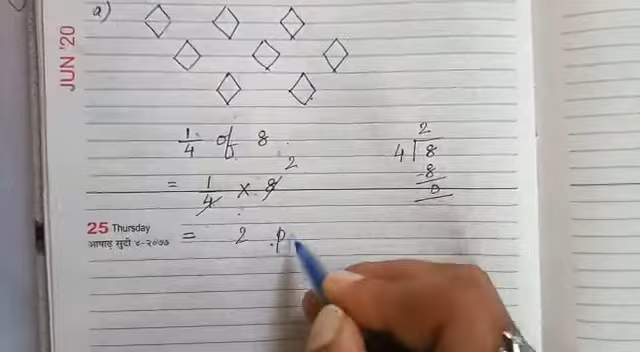 a)
JUN '20
1/4 of 8
= 1/4 × 8 2
2
4 8
-8
0
25 Thursday
आषाढ़ सुदी ४-२०७७
= 2 p